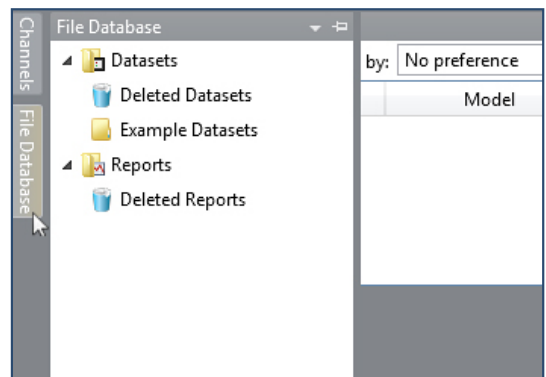 Channels
File Database
File Database
Datasets
Deleted Datasets
Example Datasets
Reports
Deleted Reports
by: No preference
Model